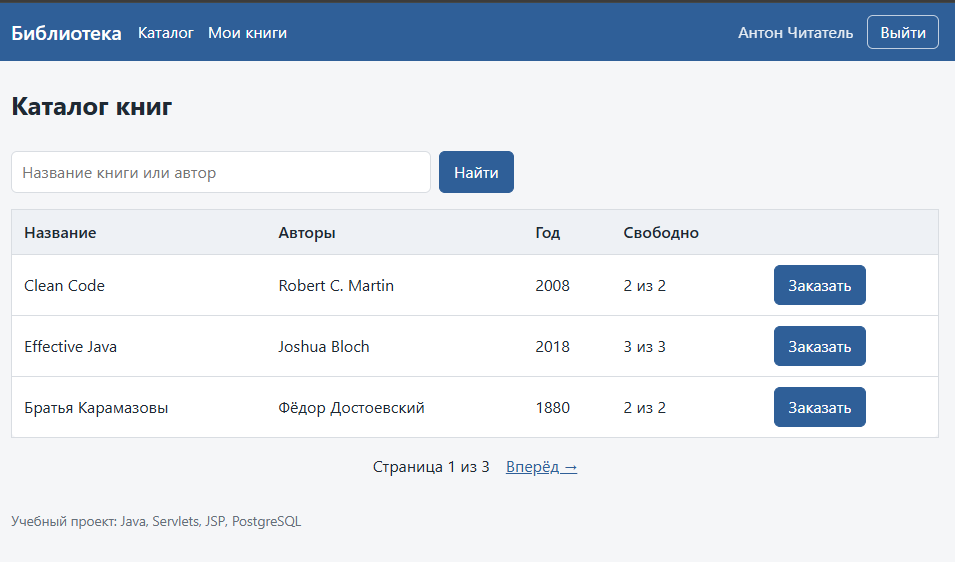 Библиотека Каталог Мои книги Антон Читатель Выйти
Каталог книг
Название книги или автор Найти
Название Авторы Год Свободно
Clean Code Robert C. Martin 2008 2 из 2 Заказать
Effective Java Joshua Bloch 2018 3 из 3 Заказать
Братья Карамазовы Фёдор Достоевский 1880 2 из 2 Заказать
Страница 1 из 3 Вперёд →
Учебный проект: Java, Servlets, JSP, PostgreSQL